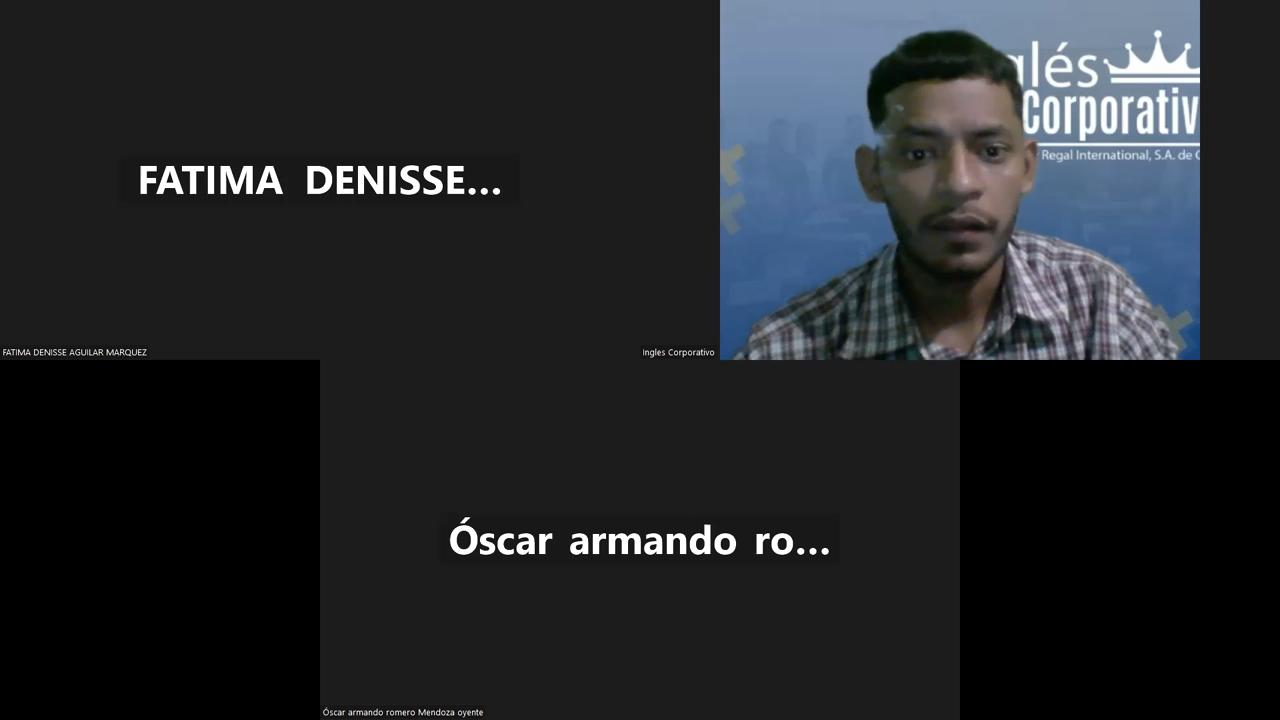 FATIMA DENISSE...
FATIMA DENISSE AGUILAR MARQUEZ
glés
Corporativ
Regal International, S.A. de C
Ingles Corporativo
Óscar armando ro...
Óscar armando romero Mendoza oyente